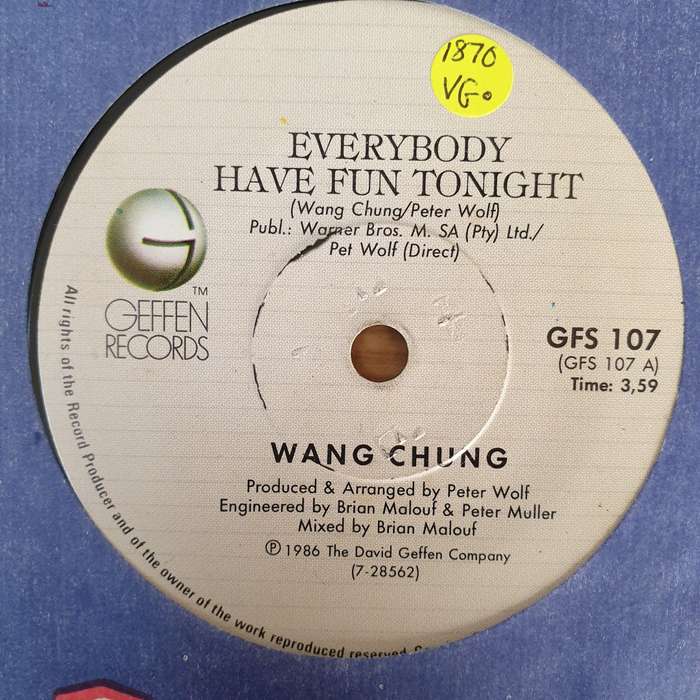 1870
VG.
EVERYBODY
HAVE FUN TONIGHT
(Wang Chung/Peter Wolf)
Publ.: Warner Bros. M. SA (Pty) Ltd./
Pet Wolf (Direct)
TM
GEFFEN
RECORDS
GFS 107
(GFS 107 A)
Time: 3,59
WANG CHUNG
Produced & Arranged by Peter Wolf
Engineered by Brian Malouf & Peter Muller
Mixed by Brian Malouf
℗ 1986 The David Geffen Company
(7-28562)
All rights of the Record Producer and of the owner of the work reproduced reserved.